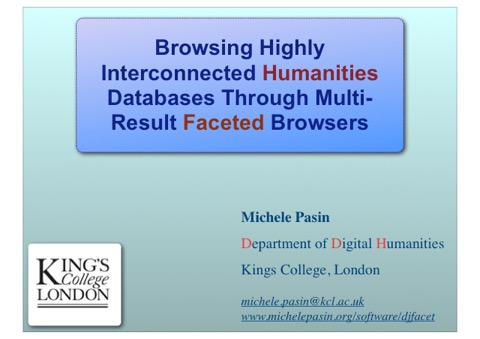 Browsing Highly
Interconnected Humanities
Databases Through Multi-
Result Faceted Browsers
Michele Pasin
Department of Digital Humanities
Kings College, London
KING'S
College
LONDON
michele.pasin@kcl.ac.uk
www.michelepasin.org/software/djfacet